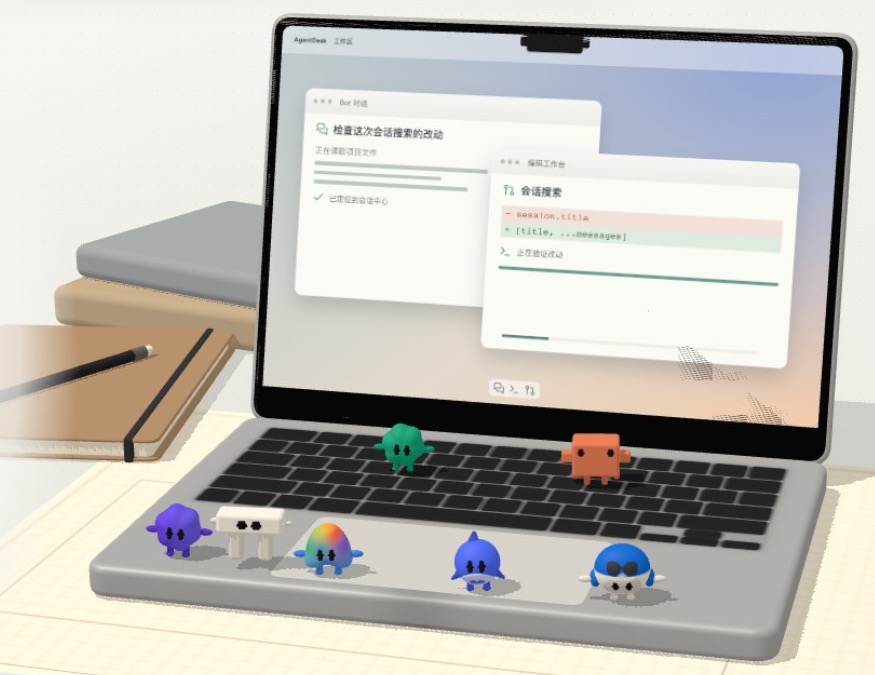 AgentDesk 工作区
Bot 对话
检查这次会话搜索的改动
正在读取项目文件
已定位到会话中心
编码工作台
会话搜索
- session.title
+ [title, ...messages]
正在验证改动